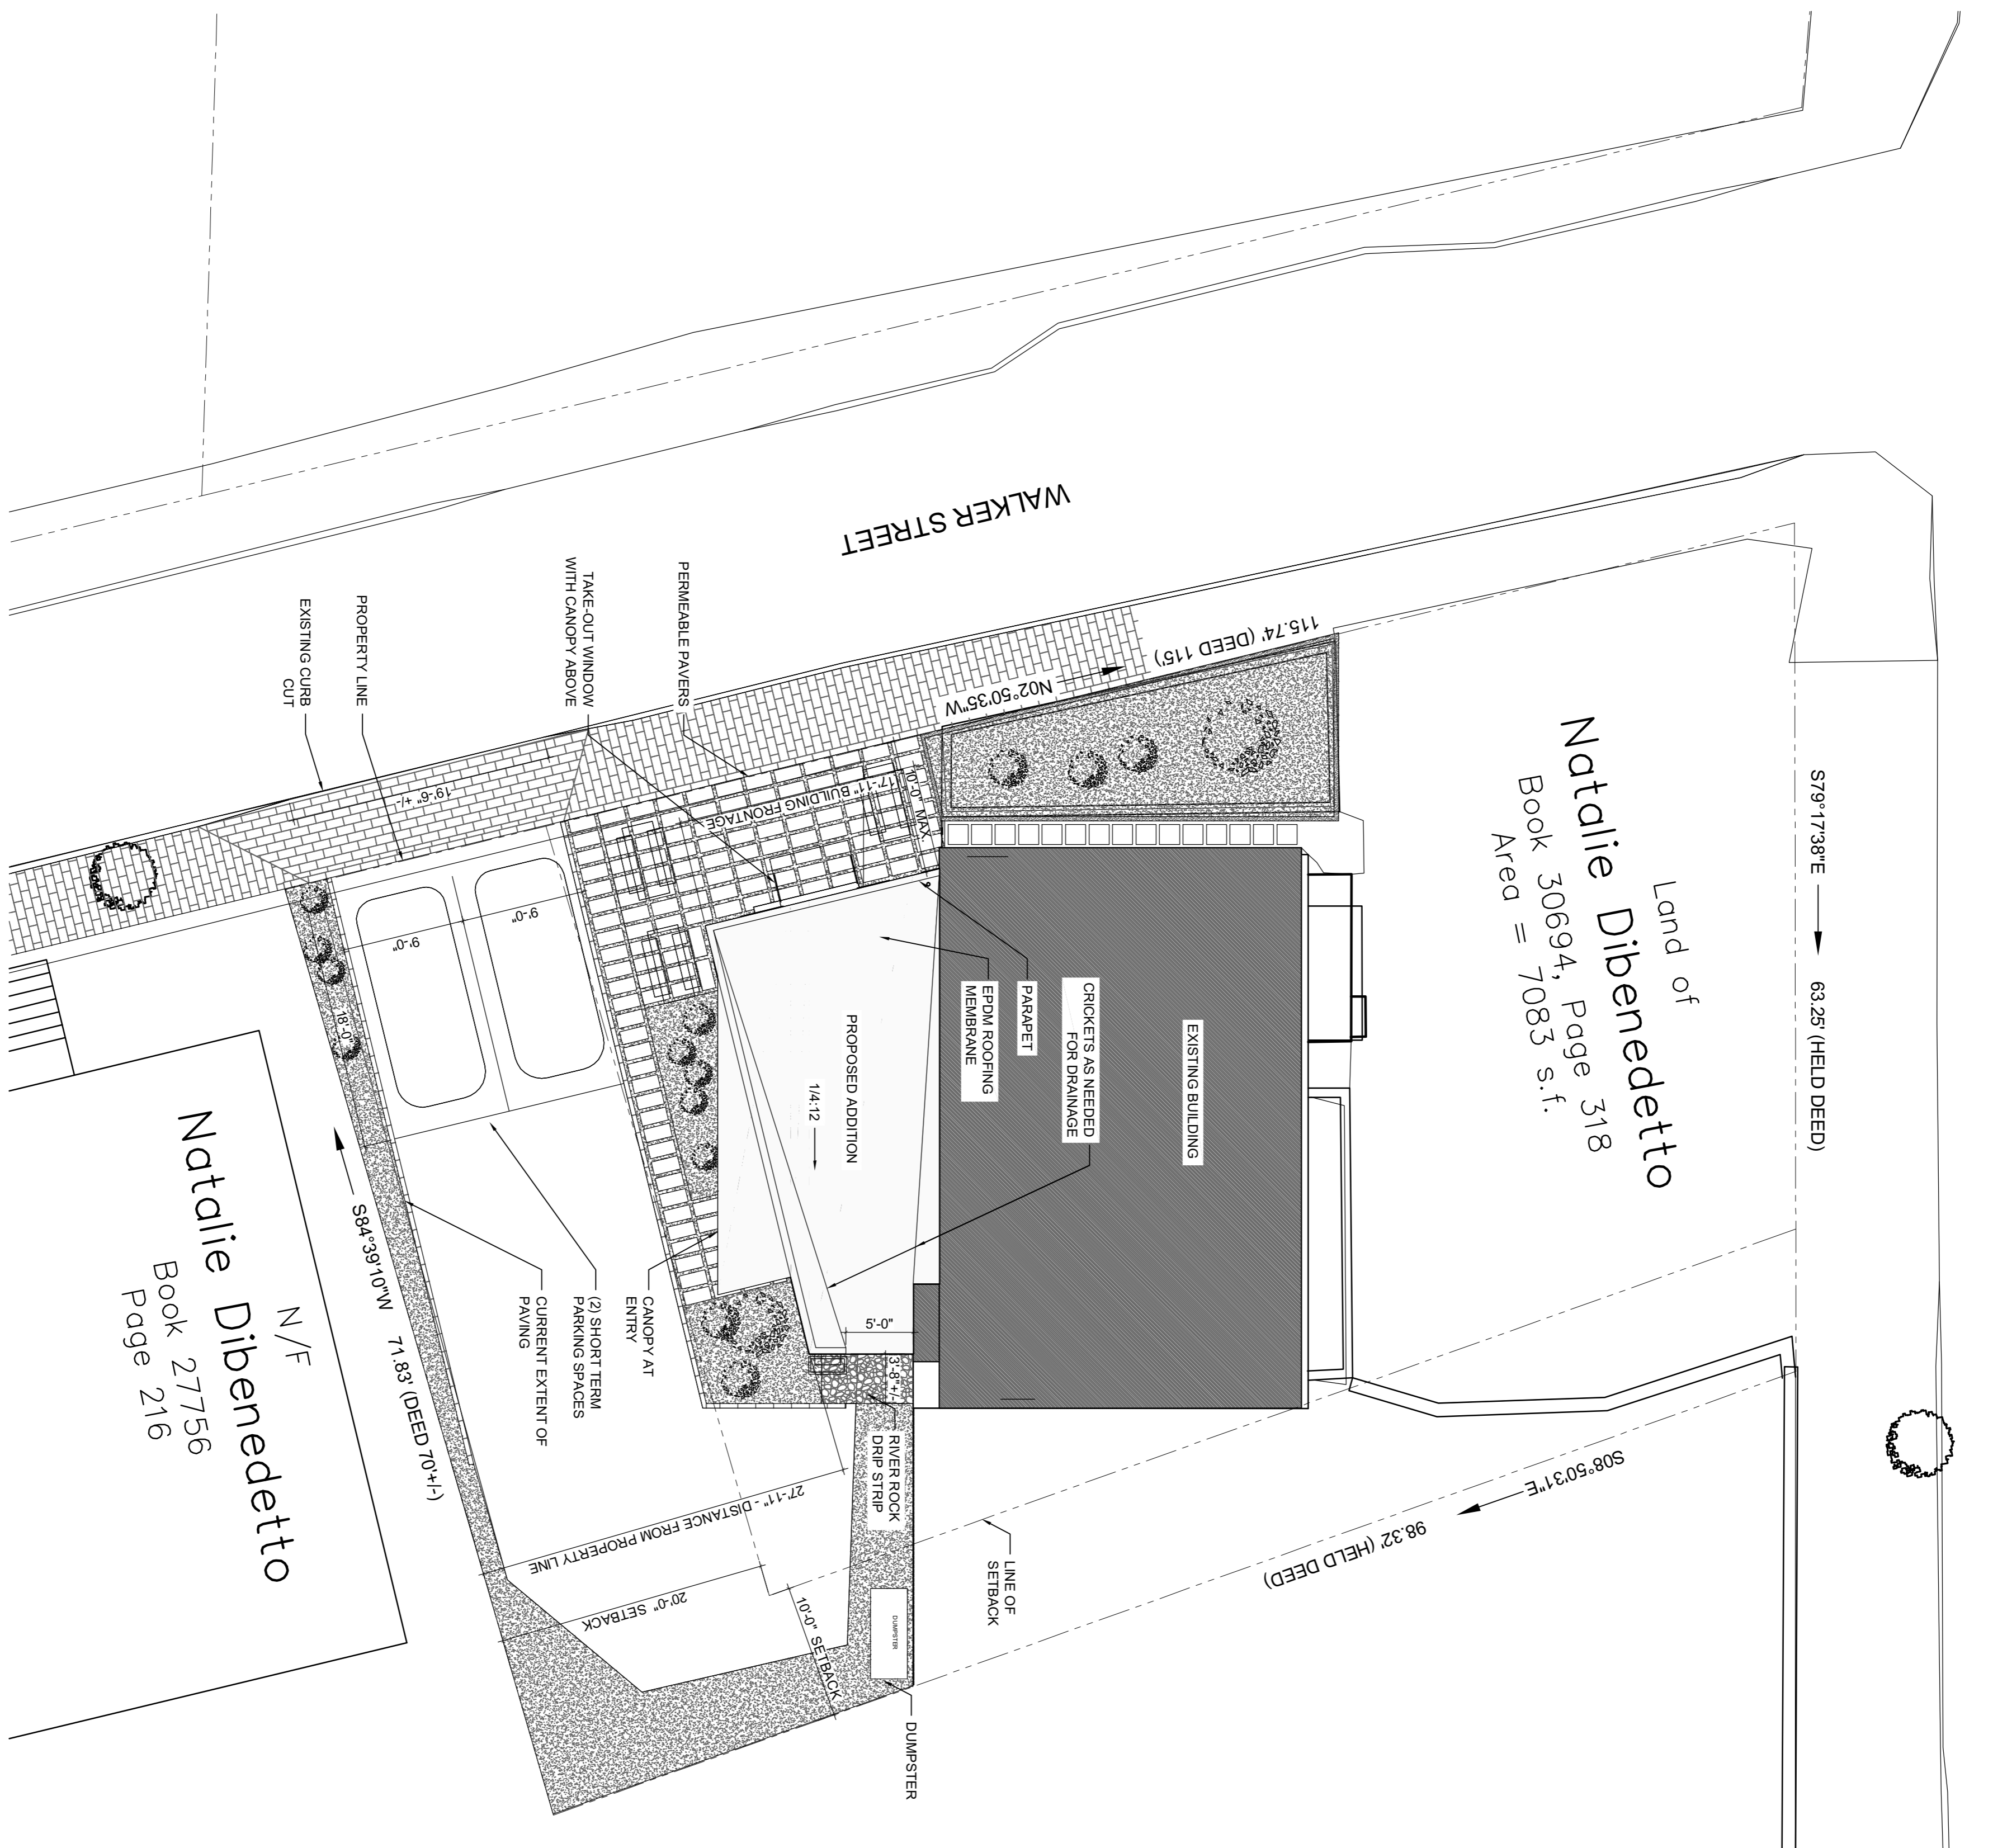 WALKER STREET
115.74' (DEED 115')
N02°50'35"W
S79°17'38"E
63.25' (HELD DEED)
Land of
Natalie Dibenedetto
Book 30694, Page 318
Area = 7083 s.f.
PERMEABLE PAVERS
TAKE-OUT WINDOW
WITH CANOPY ABOVE
PROPERTY LINE
EXISTING CURB
CUT
19'-6" +/-
17'-11" BUILDING FRONTAGE
10'-0" MAX
9'-0"
9'-0"
18'-0"
EXISTING BUILDING
CRICKETS AS NEEDED
FOR DRAINAGE
PARAPET
EPDM ROOFING
MEMBRANE
PROPOSED ADDITION
1/4:12
5'-0"
3'-8"+/-
RIVER ROCK
DRIP STRIP
CANOPY AT
ENTRY
(2) SHORT TERM
PARKING SPACES
CURRENT EXTENT OF
PAVING
S84°39'10"W
71.83' (DEED 70'+/-)
27'-11" - DISTANCE FROM PROPERTY LINE
20'-0" SETBACK
10'-0" SETBACK
DUMPSTER
DUMPSTER
LINE OF
SETBACK
S08°50'31"E
98.32' (HELD DEED)
N/F
Natalie Dibenedetto
Book 27756
Page 216